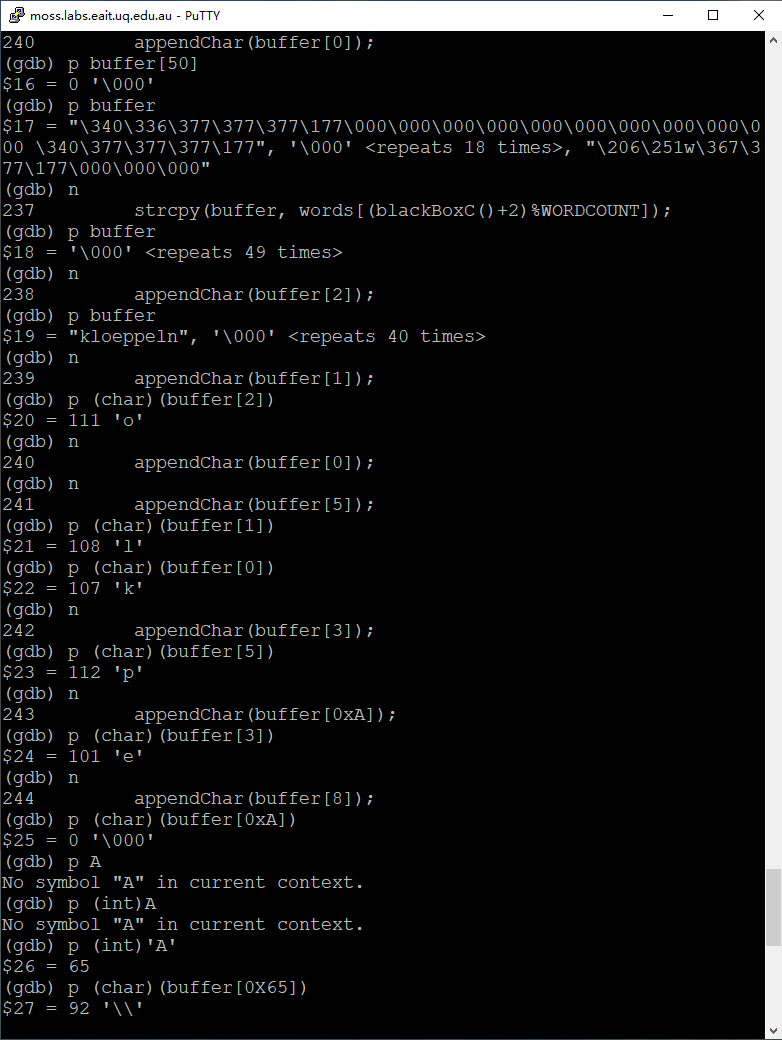 moss.labs.eait.uq.edu.au - PuTTY
240         appendChar(buffer[0]);
(gdb) p buffer[50]
$16 = 0 '\000'
(gdb) p buffer
$17 = "\340\336\377\377\377\177\000\000\000\000\000\000\000\000\000\0
00 \340\377\377\377\177", '\000' <repeats 18 times>, "\206\251w\367\3
77\177\000\000\000"
(gdb) n
237         strcpy(buffer, words[(blackBoxC()+2)%WORDCOUNT]);
(gdb) p buffer
$18 = '\000' <repeats 49 times>
(gdb) n
238         appendChar(buffer[2]);
(gdb) p buffer
$19 = "kloeppeln", '\000' <repeats 40 times>
(gdb) n
239         appendChar(buffer[1]);
(gdb) p (char)(buffer[2])
$20 = 111 'o'
(gdb) n
240         appendChar(buffer[0]);
(gdb) n
241         appendChar(buffer[5]);
(gdb) p (char)(buffer[1])
$21 = 108 'l'
(gdb) p (char)(buffer[0])
$22 = 107 'k'
(gdb) n
242         appendChar(buffer[3]);
(gdb) p (char)(buffer[5])
$23 = 112 'p'
(gdb) n
243         appendChar(buffer[0xA]);
(gdb) p (char)(buffer[3])
$24 = 101 'e'
(gdb) n
244         appendChar(buffer[8]);
(gdb) p (char)(buffer[0xA])
$25 = 0 '\000'
(gdb) p A
No symbol "A" in current context.
(gdb) p (int)A
No symbol "A" in current context.
(gdb) p (int)'A'
$26 = 65
(gdb) p (char)(buffer[0X65])
$27 = 92 '\\'